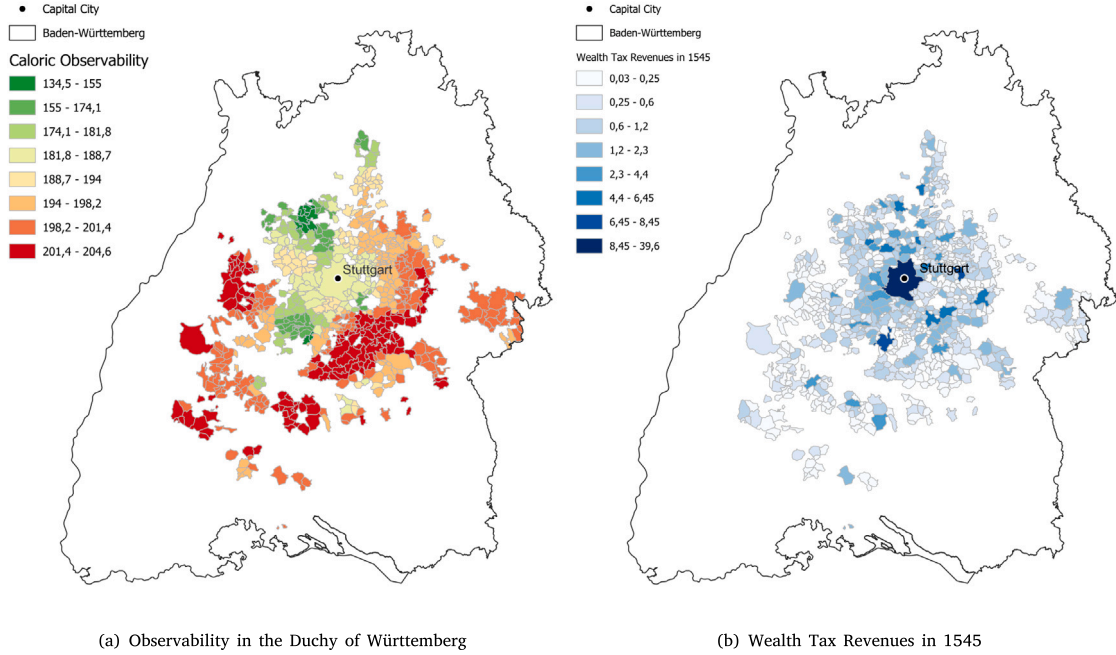 Capital City
Baden-Württemberg
Caloric Observability
134,5 - 155
155 - 174,1
174,1 - 181,8
181,8 - 188,7
188,7 - 194
194 - 198,2
198,2 - 201,4
201,4 - 204,6
Stuttgart
(a) Observability in the Duchy of Württemberg
Capital City
Baden-Württemberg
Wealth Tax Revenues in 1545
0,03 - 0,25
0,25 - 0,6
0,6 - 1,2
1,2 - 2,3
2,3 - 4,4
4,4 - 6,45
6,45 - 8,45
8,45 - 39,6
Stuttgart
(b) Wealth Tax Revenues in 1545